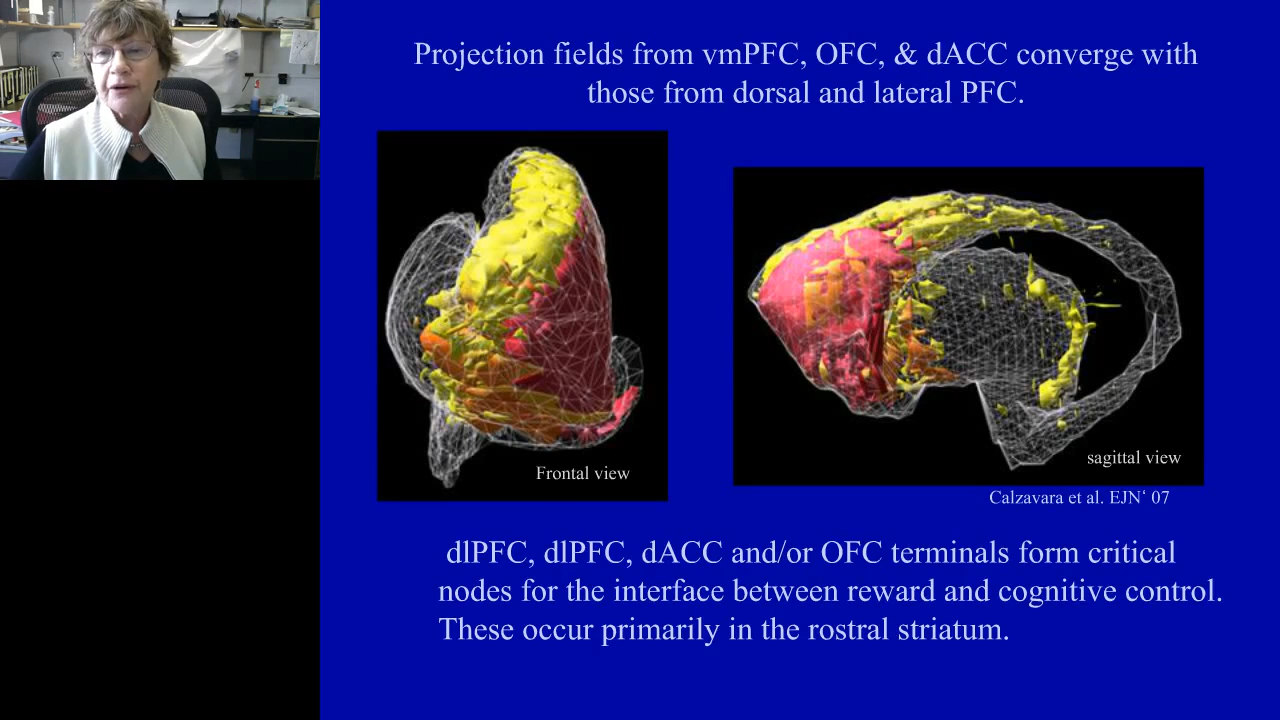 Projection fields from vmPFC, OFC, & dACC converge with
those from dorsal and lateral PFC.
Frontal view
sagittal view
Calzavara et al. EJN‘ 07
dlPFC, dlPFC, dACC and/or OFC terminals form critical
nodes for the interface between reward and cognitive control.
These occur primarily in the rostral striatum.